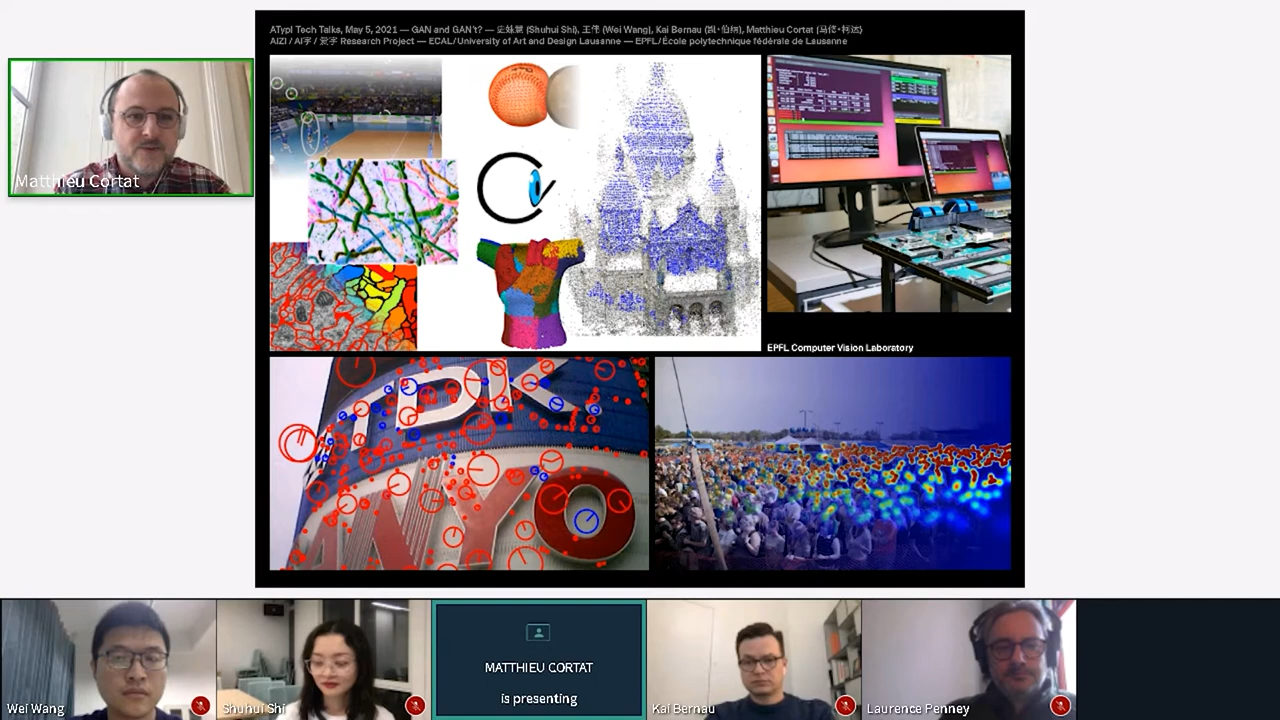 ATypI Tech Talks, May 5, 2021 — GAN and GAN't? — 史姝慧 (Shuhui Shi), 王伟 (Wei Wang), Kai Bernau (凯·伯纳), Matthieu Cortat (马修·柯达)
AIZI / AI字 / 爱字 Research Project — ECAL/University of Art and Design Lausanne — EPFL/École polytechnique fédérale de Lausanne
Matthieu Cortat
EPFL Computer Vision Laboratory
TDK
NYO
MATTHIEU CORTAT
is presenting
Wei Wang
Shuhui Shi
Kai Bernau
Laurence Penney